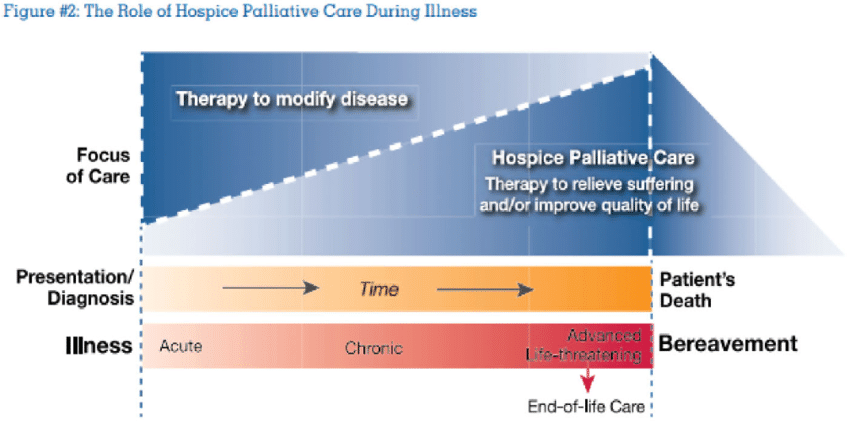 Figure #2: The Role of Hospice Palliative Care During Illness
Therapy to modify disease
Focus
of Care
Hospice Palliative Care
Therapy to relieve suffering
and/or improve quality of life
Presentation/
Diagnosis
Time
Patient's
Death
Illness
Acute
Chronic
Advanced
Life-threatening
Bereavement
End-of-life Care